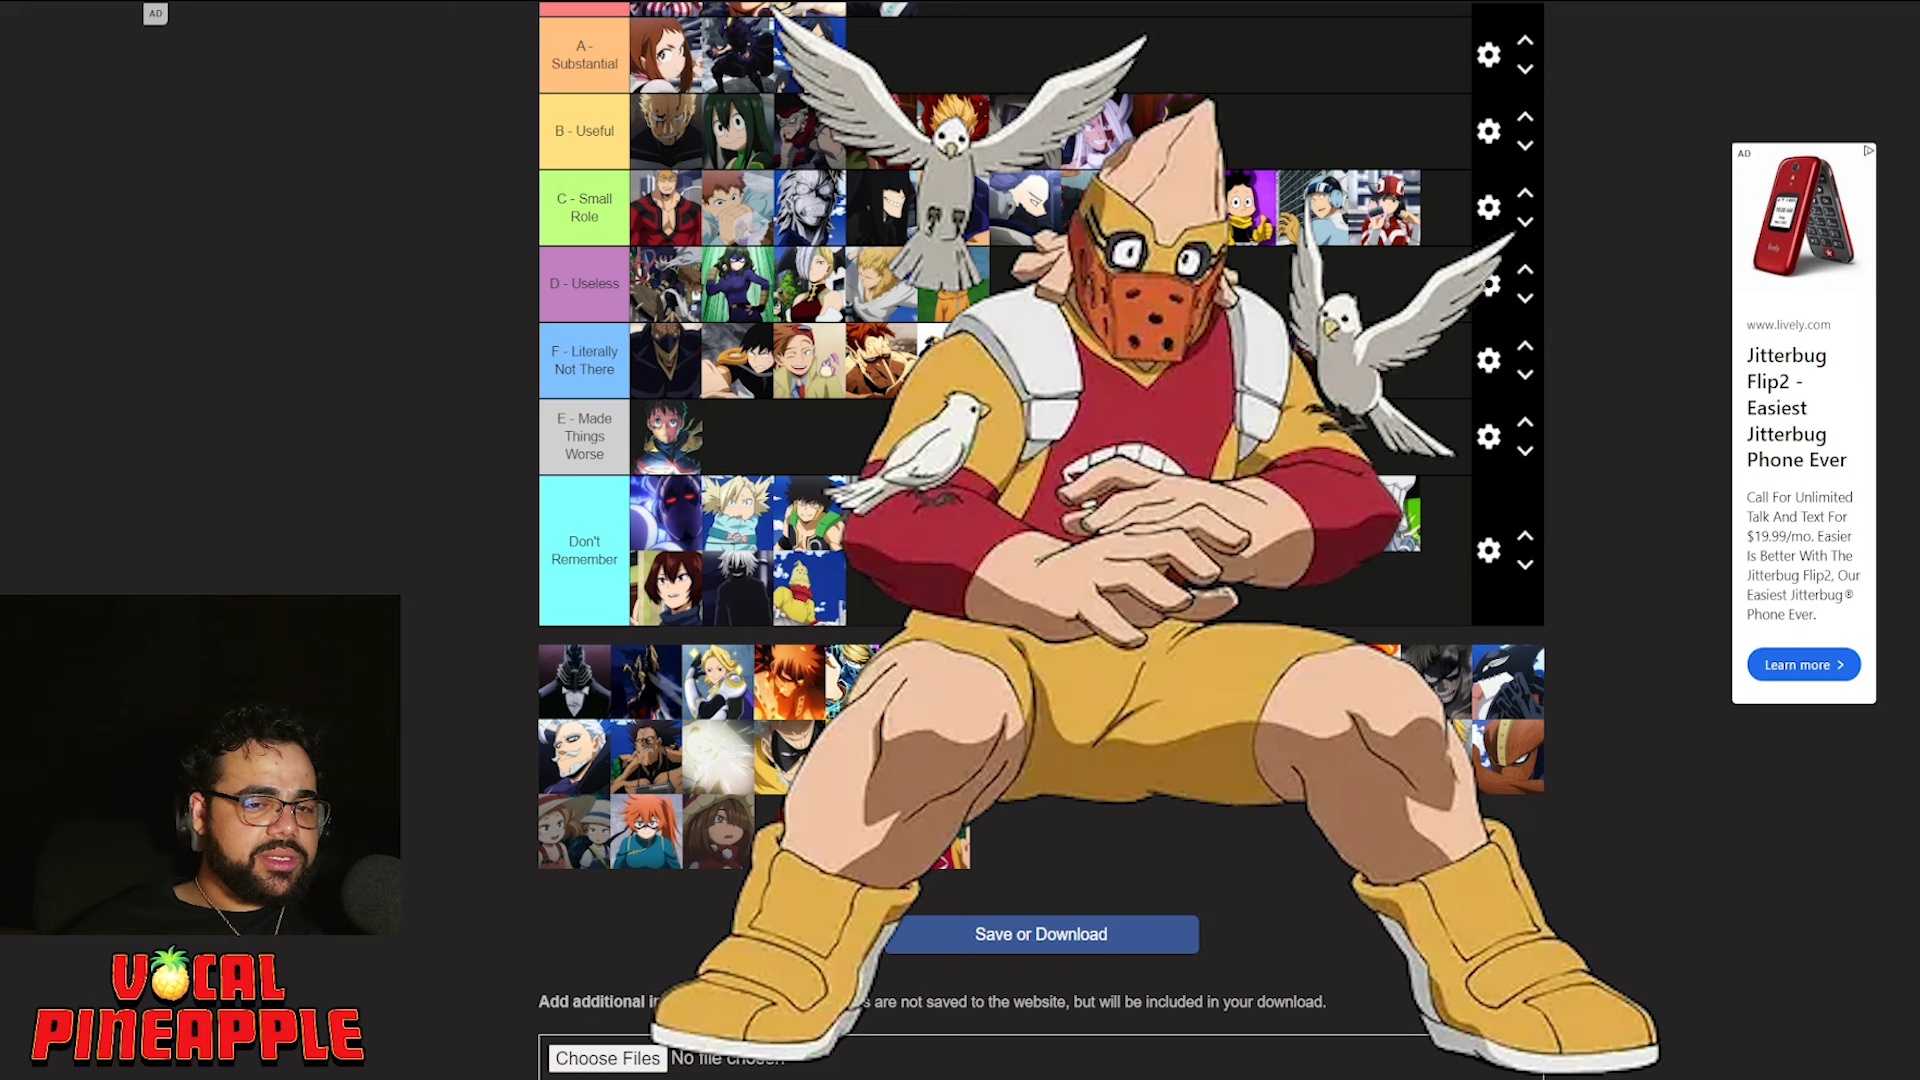 AD
A -
Substantial
B - Useful
C - Small
Role
D - Useless
F - Literally
Not There
E - Made
Things
Worse
Don't
Remember
Save or Download
Add additional
are not saved to the website, but will be included in your download.
Choose Files No file chosen
VOCAL
PINEAPPLE
AD
www.lively.com
Jitterbug
Flip2 -
Easiest
Jitterbug
Phone Ever
Call For Unlimited
Talk And Text For
$19.99/mo. Easier
Is Better With The
Jitterbug Flip2, Our
Easiest Jitterbug®
Phone Ever.
Learn more >